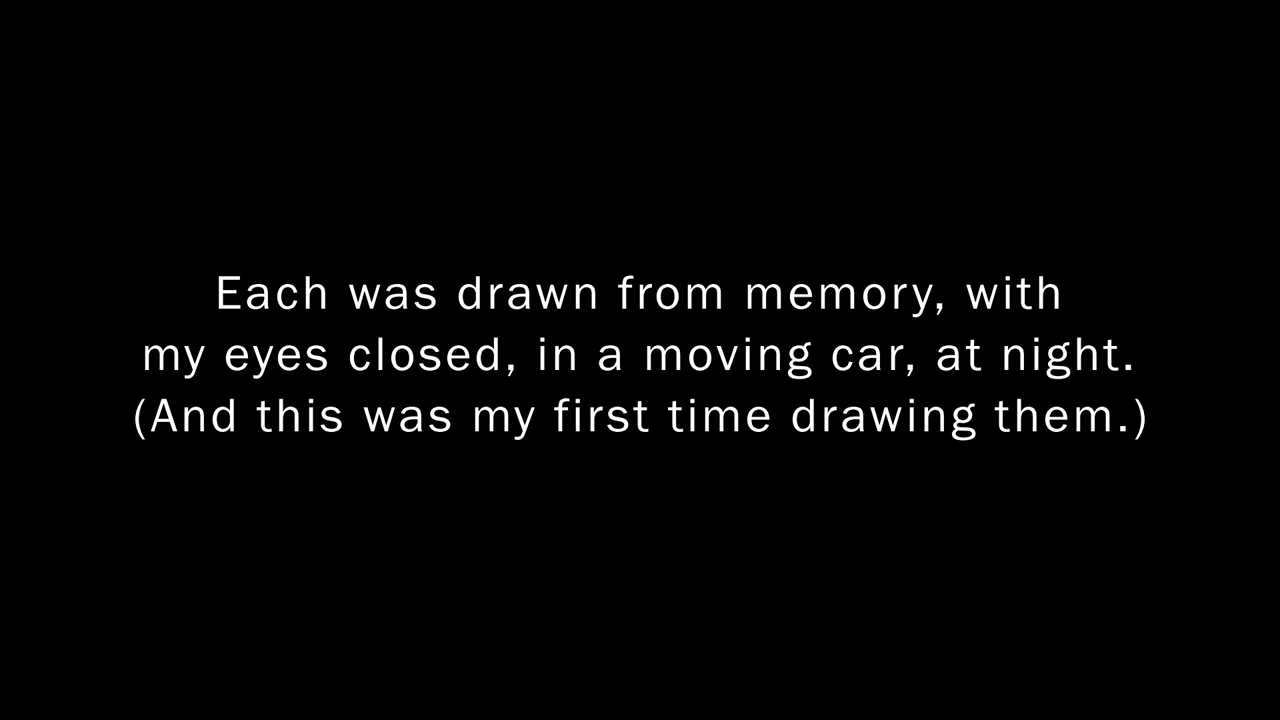 Each was drawn from memory, with
my eyes closed, in a moving car, at night.
(And this was my first time drawing them.)